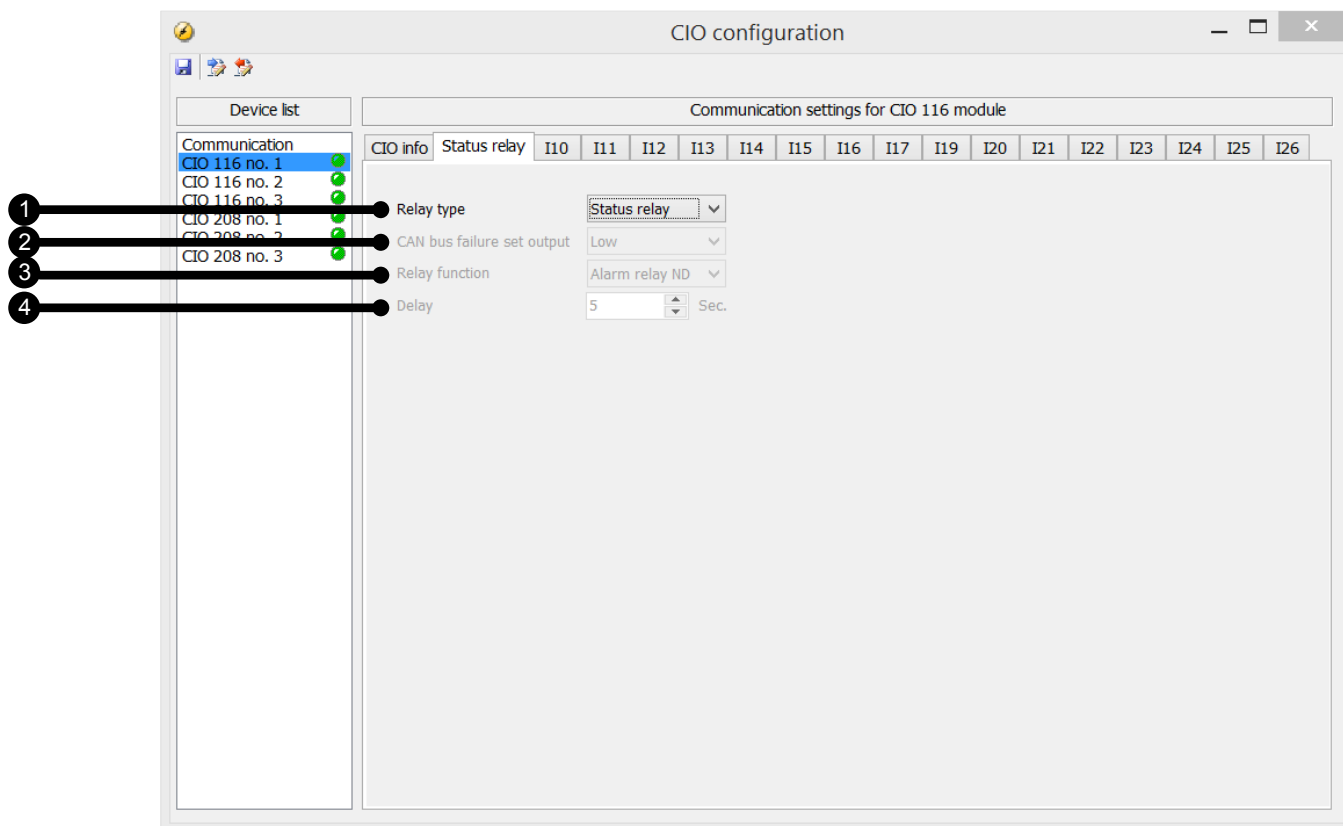 CIO configuration
Device list
Communication settings for CIO 116 module
Communication
CIO 116 no. 1
CIO 116 no. 2
CIO 116 no. 3
CIO 208 no. 1
CIO 208 no. 2
CIO 208 no. 3
CIO info Status relay I10 I11 I12 I13 I14 I15 I16 I17 I19 I20 I21 I22 I23 I24 I25 I26
1 Relay type Status relay
2 CAN bus failure set output Low
3 Relay function Alarm relay ND
4 Delay 5 Sec.